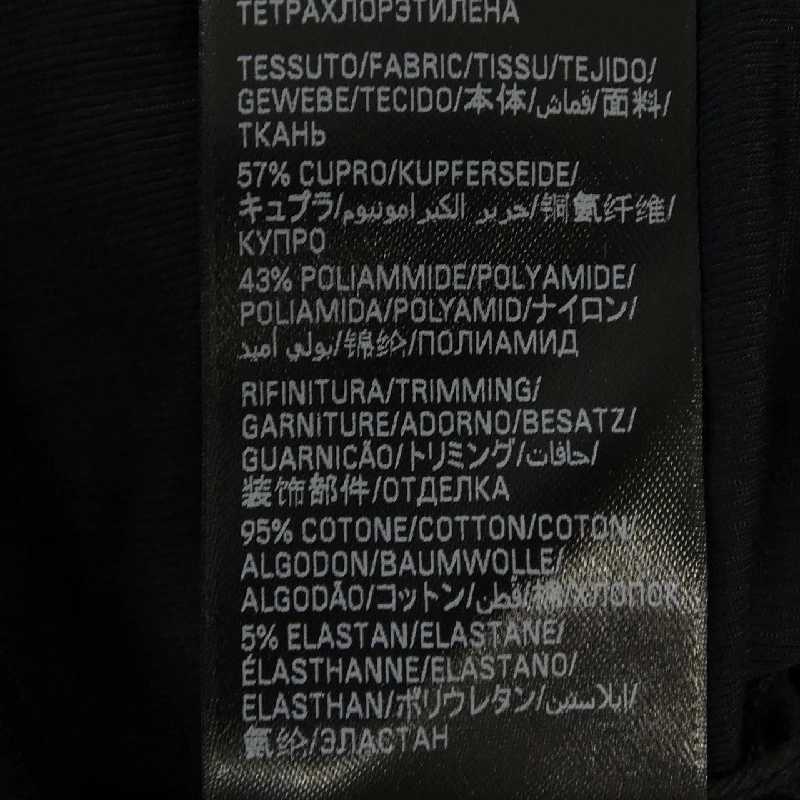 ТЕТРАХЛОРЭТИЛЕНА
TESSUTO/FABRIC/TISSU/TEJIDO/
GEWEBE/TECIDO/本体/قماش/面料/
ТКАНЬ
57% CUPRO/KUPFERSEIDE/
キュプラ/حرير الكبر امونيوم/铜氨纤维/
КУПРО
43% POLIAMMIDE/POLYAMIDE/
POLIAMIDA/POLYAMID/ナイロン/
بولي أميد/锦纶/ПОЛИАМИД
RIFINITURA/TRIMMING/
GARNITURE/ADORNO/BESATZ/
GUARNICÃO/トリミング/حافات/
装饰部件/ОТДЕЛКА
95% COTONE/COTTON/COTON/
ALGODON/BAUMWOLLE/
ALGODÃO/コットン/قطن/棉/ХЛОПОК
5% ELASTAN/ELASTANE/
ÉLASTHANNE/ELASTANO/
ELASTHAN/ポリウレタン/ايلاستين/
氨纶/ЭЛАСТАН